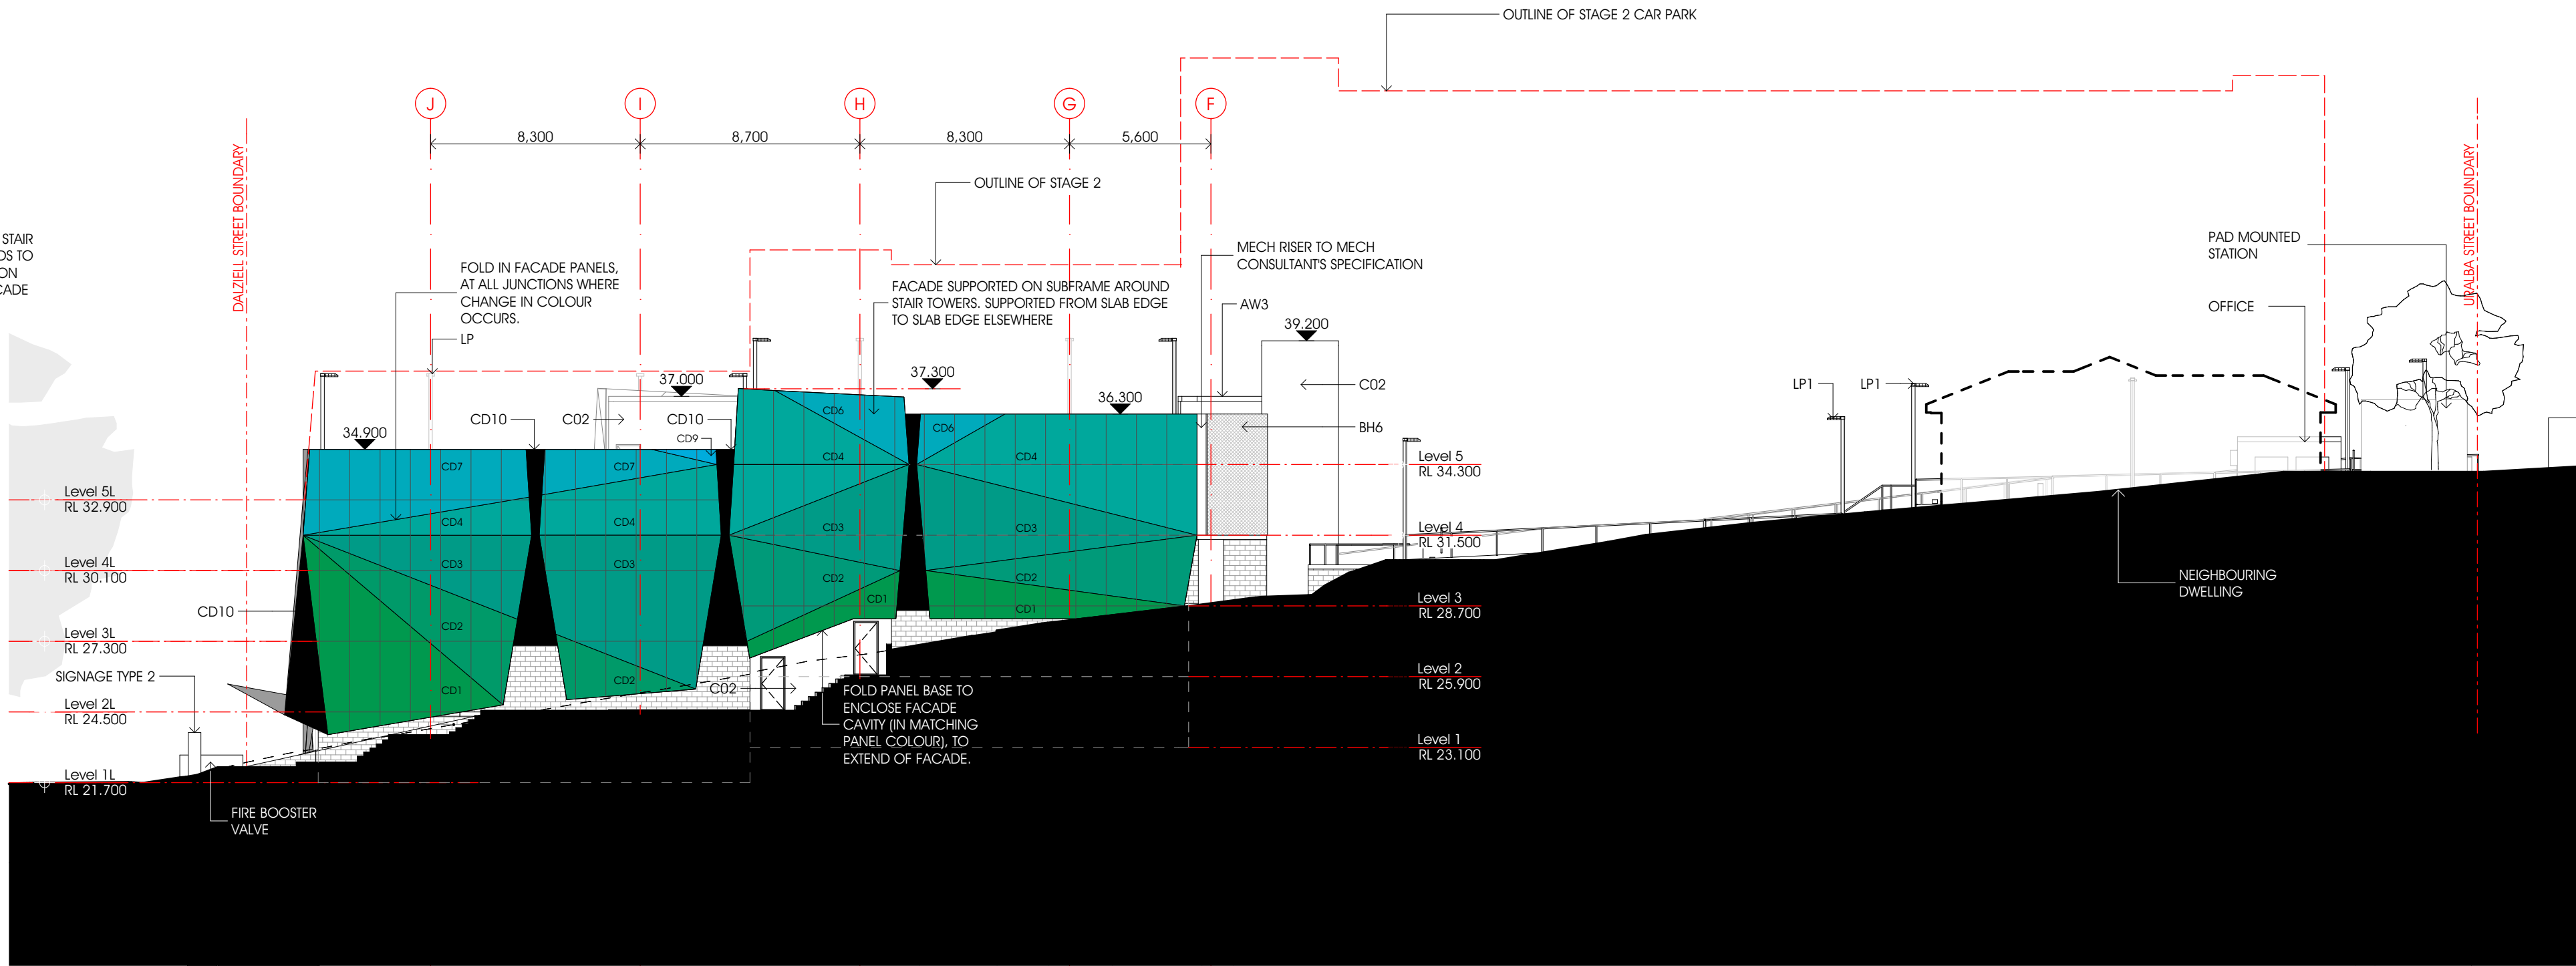 OUTLINE OF STAGE 2 CAR PARK
J
I
H
G
F
8,300
8,700
8,300
5,600
DALZIELL STREET BOUNDARY
URALBA STREET BOUNDARY
OUTLINE OF STAGE 2
STAIR
DS TO
ON
CADE
FOLD IN FACADE PANELS,
AT ALL JUNCTIONS WHERE
CHANGE IN COLOUR
OCCURS.
LP
FACADE SUPPORTED ON SUBFRAME AROUND
STAIR TOWERS. SUPPORTED FROM SLAB EDGE
TO SLAB EDGE ELSEWHERE
MECH RISER TO MECH
CONSULTANT'S SPECIFICATION
AW3
PAD MOUNTED
STATION
OFFICE
39.200
37.000
37.300
36.300
34.900
C02
LP1
LP1
CD10
C02
CD10
CD9
BH6
CD6
CD6
CD7
CD7
CD4
CD4
CD4
CD4
CD3
CD3
CD3
CD3
CD2
CD2
CD2
CD2
CD1
CD1
CD1
Level 5
RL 34.300
Level 4
RL 31.500
Level 3
RL 28.700
Level 2
RL 25.900
Level 1
RL 23.100
Level 5L
RL 32.900
Level 4L
RL 30.100
CD10
Level 3L
RL 27.300
SIGNAGE TYPE 2
Level 2L
RL 24.500
Level 1L
RL 21.700
FIRE BOOSTER
VALVE
C02
FOLD PANEL BASE TO
ENCLOSE FACADE
CAVITY (IN MATCHING
PANEL COLOUR), TO
EXTEND OF FACADE.
NEIGHBOURING
DWELLING